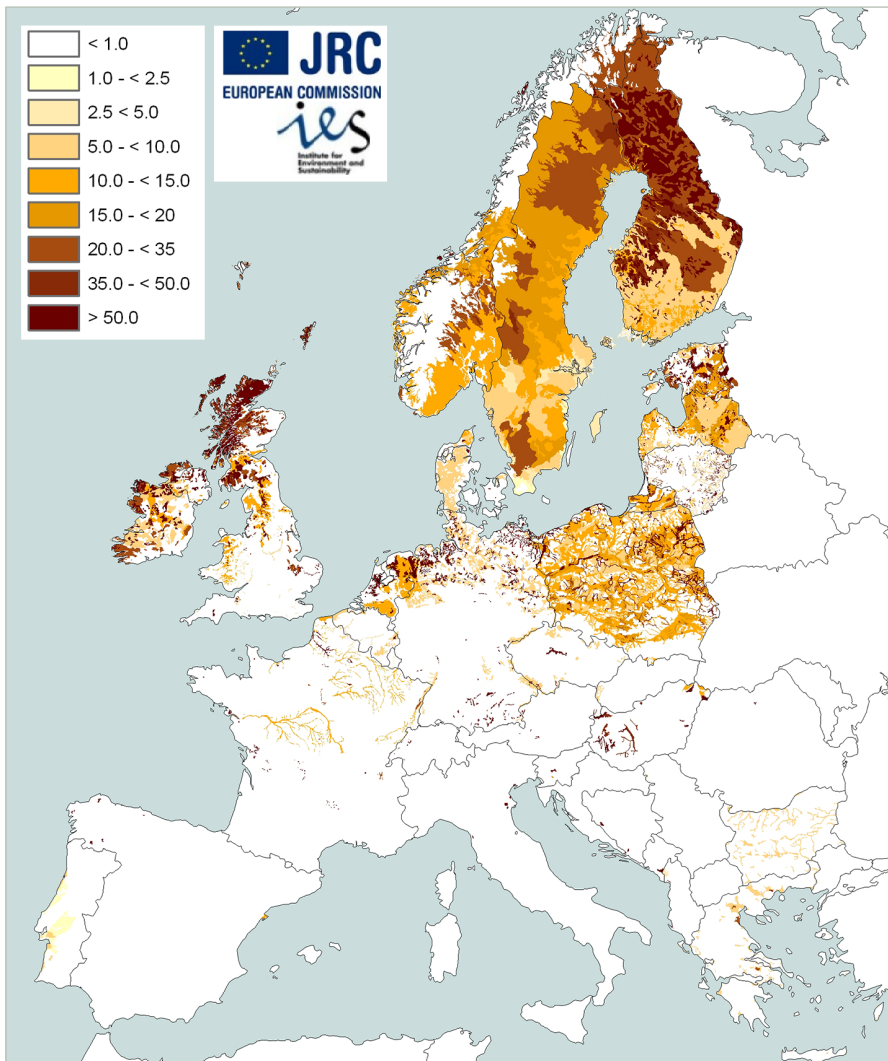 < 1.0
1.0 - < 2.5
2.5 < 5.0
5.0 - < 10.0
10.0 - < 15.0
15.0 - < 20
20.0 - < 35
35.0 - < 50.0
> 50.0
JRC
EUROPEAN COMMISSION
ies
Institute for
Environment and
Sustainability